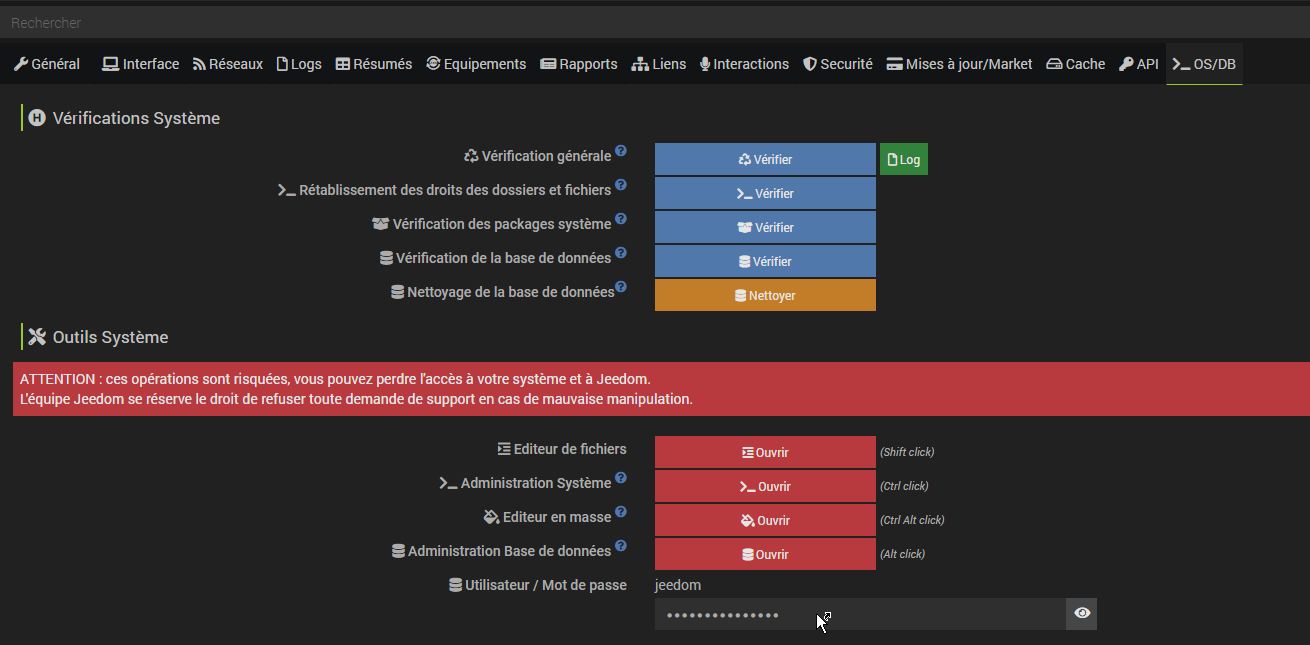 Rechercher
Général Interface Réseaux Logs Résumés Equipements Rapports Liens Interactions Securité Mises à jour/Market Cache API OS/DB
Vérifications Système
Vérification générale Vérifier Log
Rétablissement des droits des dossiers et fichiers Vérifier
Vérification des packages système Vérifier
Vérification de la base de données Vérifier
Nettoyage de la base de données Nettoyer
Outils Système
ATTENTION : ces opérations sont risquées, vous pouvez perdre l'accès à votre système et à Jeedom.
L'équipe Jeedom se réserve le droit de refuser toute demande de support en cas de mauvaise manipulation.
Editeur de fichiers Ouvrir (Shift click)
Administration Système Ouvrir (Ctrl click)
Editeur en masse Ouvrir (Ctrl Alt click)
Administration Base de données Ouvrir (Alt click)
Utilisateur / Mot de passe jeedom
•••••••••••••••